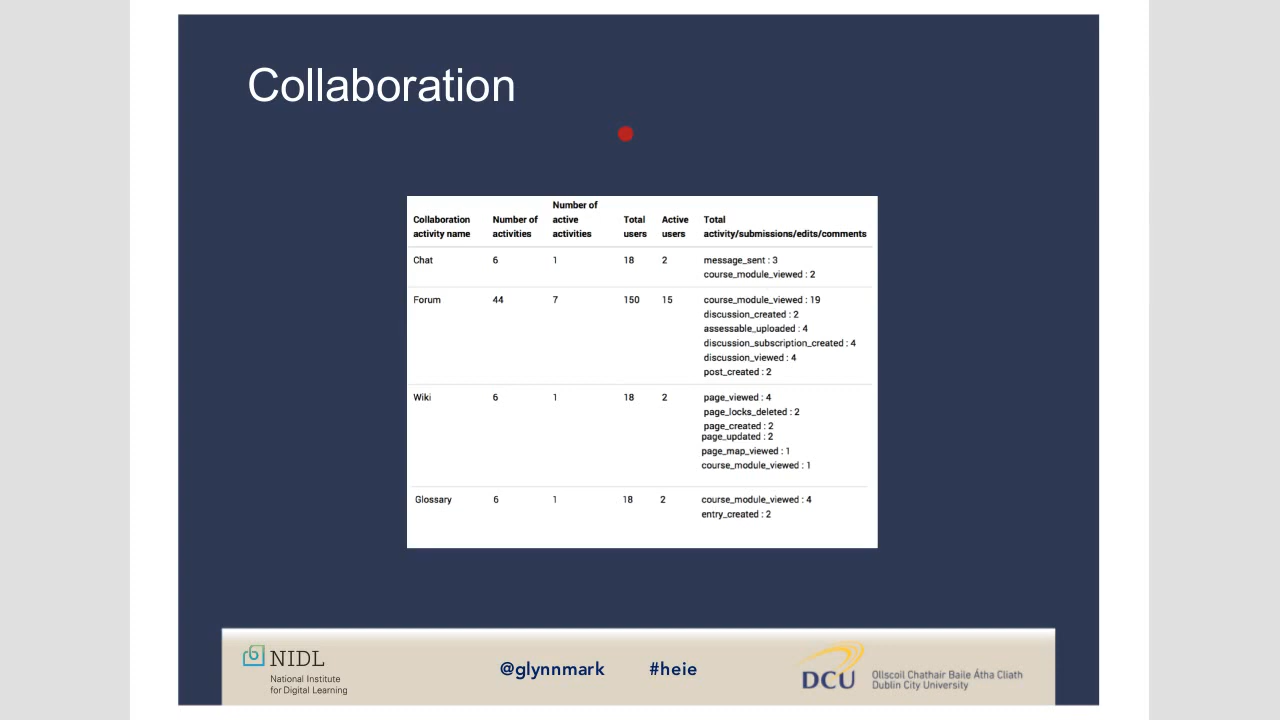 Collaboration
Collaboration activity name | Number of activities | Number of active activities | Total users | Active users | Total activity/submissions/edits/comments
Chat 6 1 18 2 message_sent : 3
course_module_viewed : 2
Forum 44 7 150 15 course_module_viewed : 19
discussion_created : 2
assessable_uploaded : 4
discussion_subscription_created : 4
discussion_viewed : 4
post_created : 2
Wiki 6 1 18 2 page_viewed : 4
page_locks_deleted : 2
page_created : 2
page_updated : 2
page_map_viewed : 1
course_module_viewed : 1
Glossary 6 1 18 2 course_module_viewed : 4
entry_created : 2
NIDL
National Institute
for Digital Learning
@glynnmark #heie
DCU
Ollscoil Chathair Baile Átha Cliath
Dublin City University